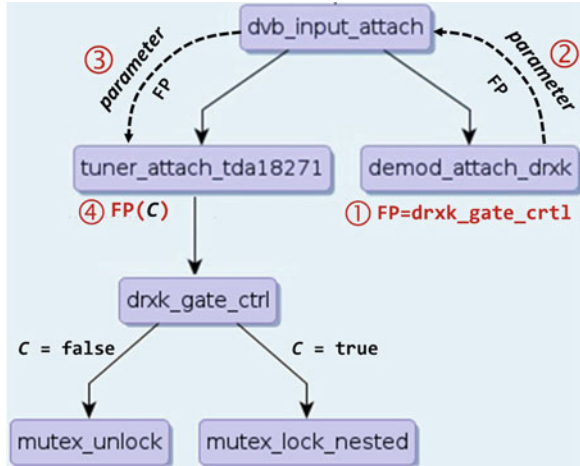 dvb_input_attach
③
parameter
FP
②
parameter
FP
tuner_attach_tda18271
demod_attach_drxk
④ FP(C)
① FP=drxk_gate_crtl
drxk_gate_ctrl
C = false
C = true
mutex_unlock
mutex_lock_nested